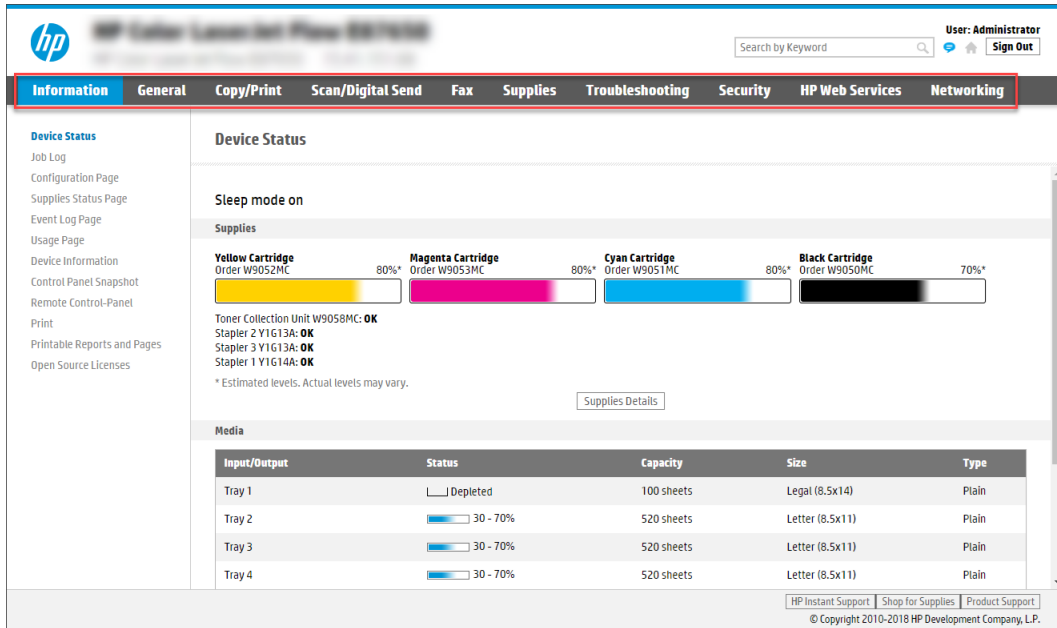 hp
User: Administrator
Search by Keyword
Sign Out
Information General Copy/Print Scan/Digital Send Fax Supplies Troubleshooting Security HP Web Services Networking
Device Status
Job Log
Configuration Page
Supplies Status Page
Event Log Page
Usage Page
Device Information
Control Panel Snapshot
Remote Control-Panel
Print
Printable Reports and Pages
Open Source Licenses
Device Status
Sleep mode on
Supplies
Yellow Cartridge Magenta Cartridge Cyan Cartridge Black Cartridge
Order W9052MC 80%* Order W9053MC 80%* Order W9051MC 80%* Order W9050MC 70%*
Toner Collection Unit W9058MC: OK
Stapler 2 Y1G13A: OK
Stapler 3 Y1G13A: OK
Stapler 1 Y1G14A: OK
* Estimated levels. Actual levels may vary.
Supplies Details
Media
Input/Output Status Capacity Size Type
Tray 1 Depleted 100 sheets Legal (8.5x14) Plain
Tray 2 30 - 70% 520 sheets Letter (8.5x11) Plain
Tray 3 30 - 70% 520 sheets Letter (8.5x11) Plain
Tray 4 30 - 70% 520 sheets Letter (8.5x11) Plain
HP Instant Support Shop for Supplies Product Support
© Copyright 2010-2018 HP Development Company, L.P.